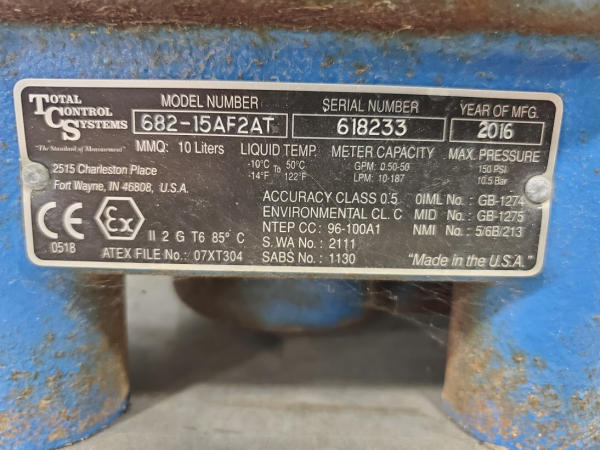 TOTAL CONTROL SYSTEMS
"The Standard of Measurement"
2515 Charleston Place
Fort Wayne, IN 46808, U.S.A.
MODEL NUMBER
682-15AF2AT
SERIAL NUMBER
618233
YEAR OF MFG.
2016
MMQ: 10 Liters
LIQUID TEMP.
-10°C To 50°C
-14°F 122°F
METER CAPACITY
GPM: 0.50-50
LPM: 10-187
MAX. PRESSURE
150 PSI
10.5 Bar
CE
0518
Ex
II 2 G T6 85° C
ATEX FILE No.: 07XT304
ACCURACY CLASS 0.5
ENVIRONMENTAL CL. C
NTEP CC: 96-100A1
S. WA No.: 2111
SABS No.: 1130
OIML No.: GB-1274
MID No.: GB-1275
NMI No.: 5/6B/213
"Made in the U.S.A."